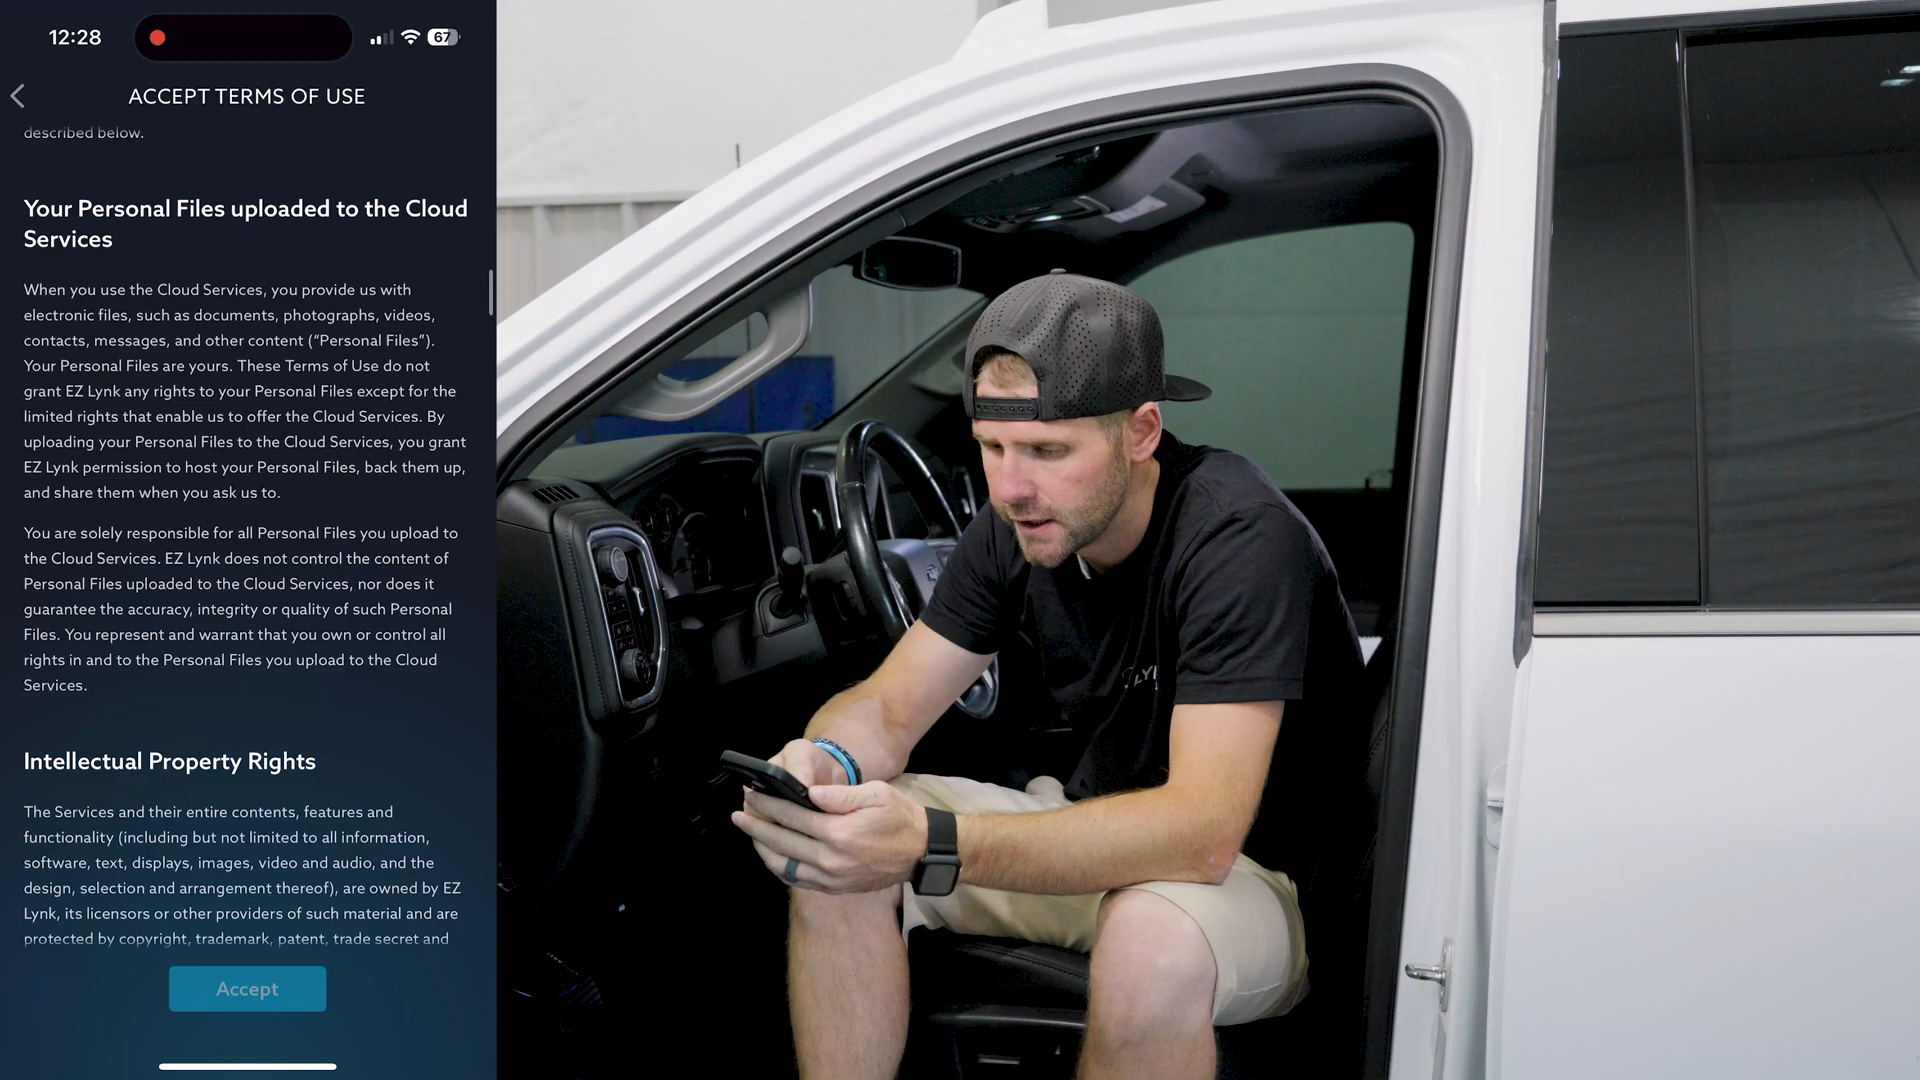 12:28
67
ACCEPT TERMS OF USE
described below.
Your Personal Files uploaded to the Cloud
Services
When you use the Cloud Services, you provide us with
electronic files, such as documents, photographs, videos,
contacts, messages, and other content (“Personal Files”).
Your Personal Files are yours. These Terms of Use do not
grant EZ Lynk any rights to your Personal Files except for the
limited rights that enable us to offer the Cloud Services. By
uploading your Personal Files to the Cloud Services, you grant
EZ Lynk permission to host your Personal Files, back them up,
and share them when you ask us to.
You are solely responsible for all Personal Files you upload to
the Cloud Services. EZ Lynk does not control the content of
Personal Files uploaded to the Cloud Services, nor does it
guarantee the accuracy, integrity or quality of such Personal
Files. You represent and warrant that you own or control all
rights in and to the Personal Files you upload to the Cloud
Services.
Intellectual Property Rights
The Services and their entire contents, features and
functionality (including but not limited to all information,
software, text, displays, images, video and audio, and the
design, selection and arrangement thereof), are owned by EZ
Lynk, its licensors or other providers of such material and are
protected by copyright, trademark, patent, trade secret and
Accept